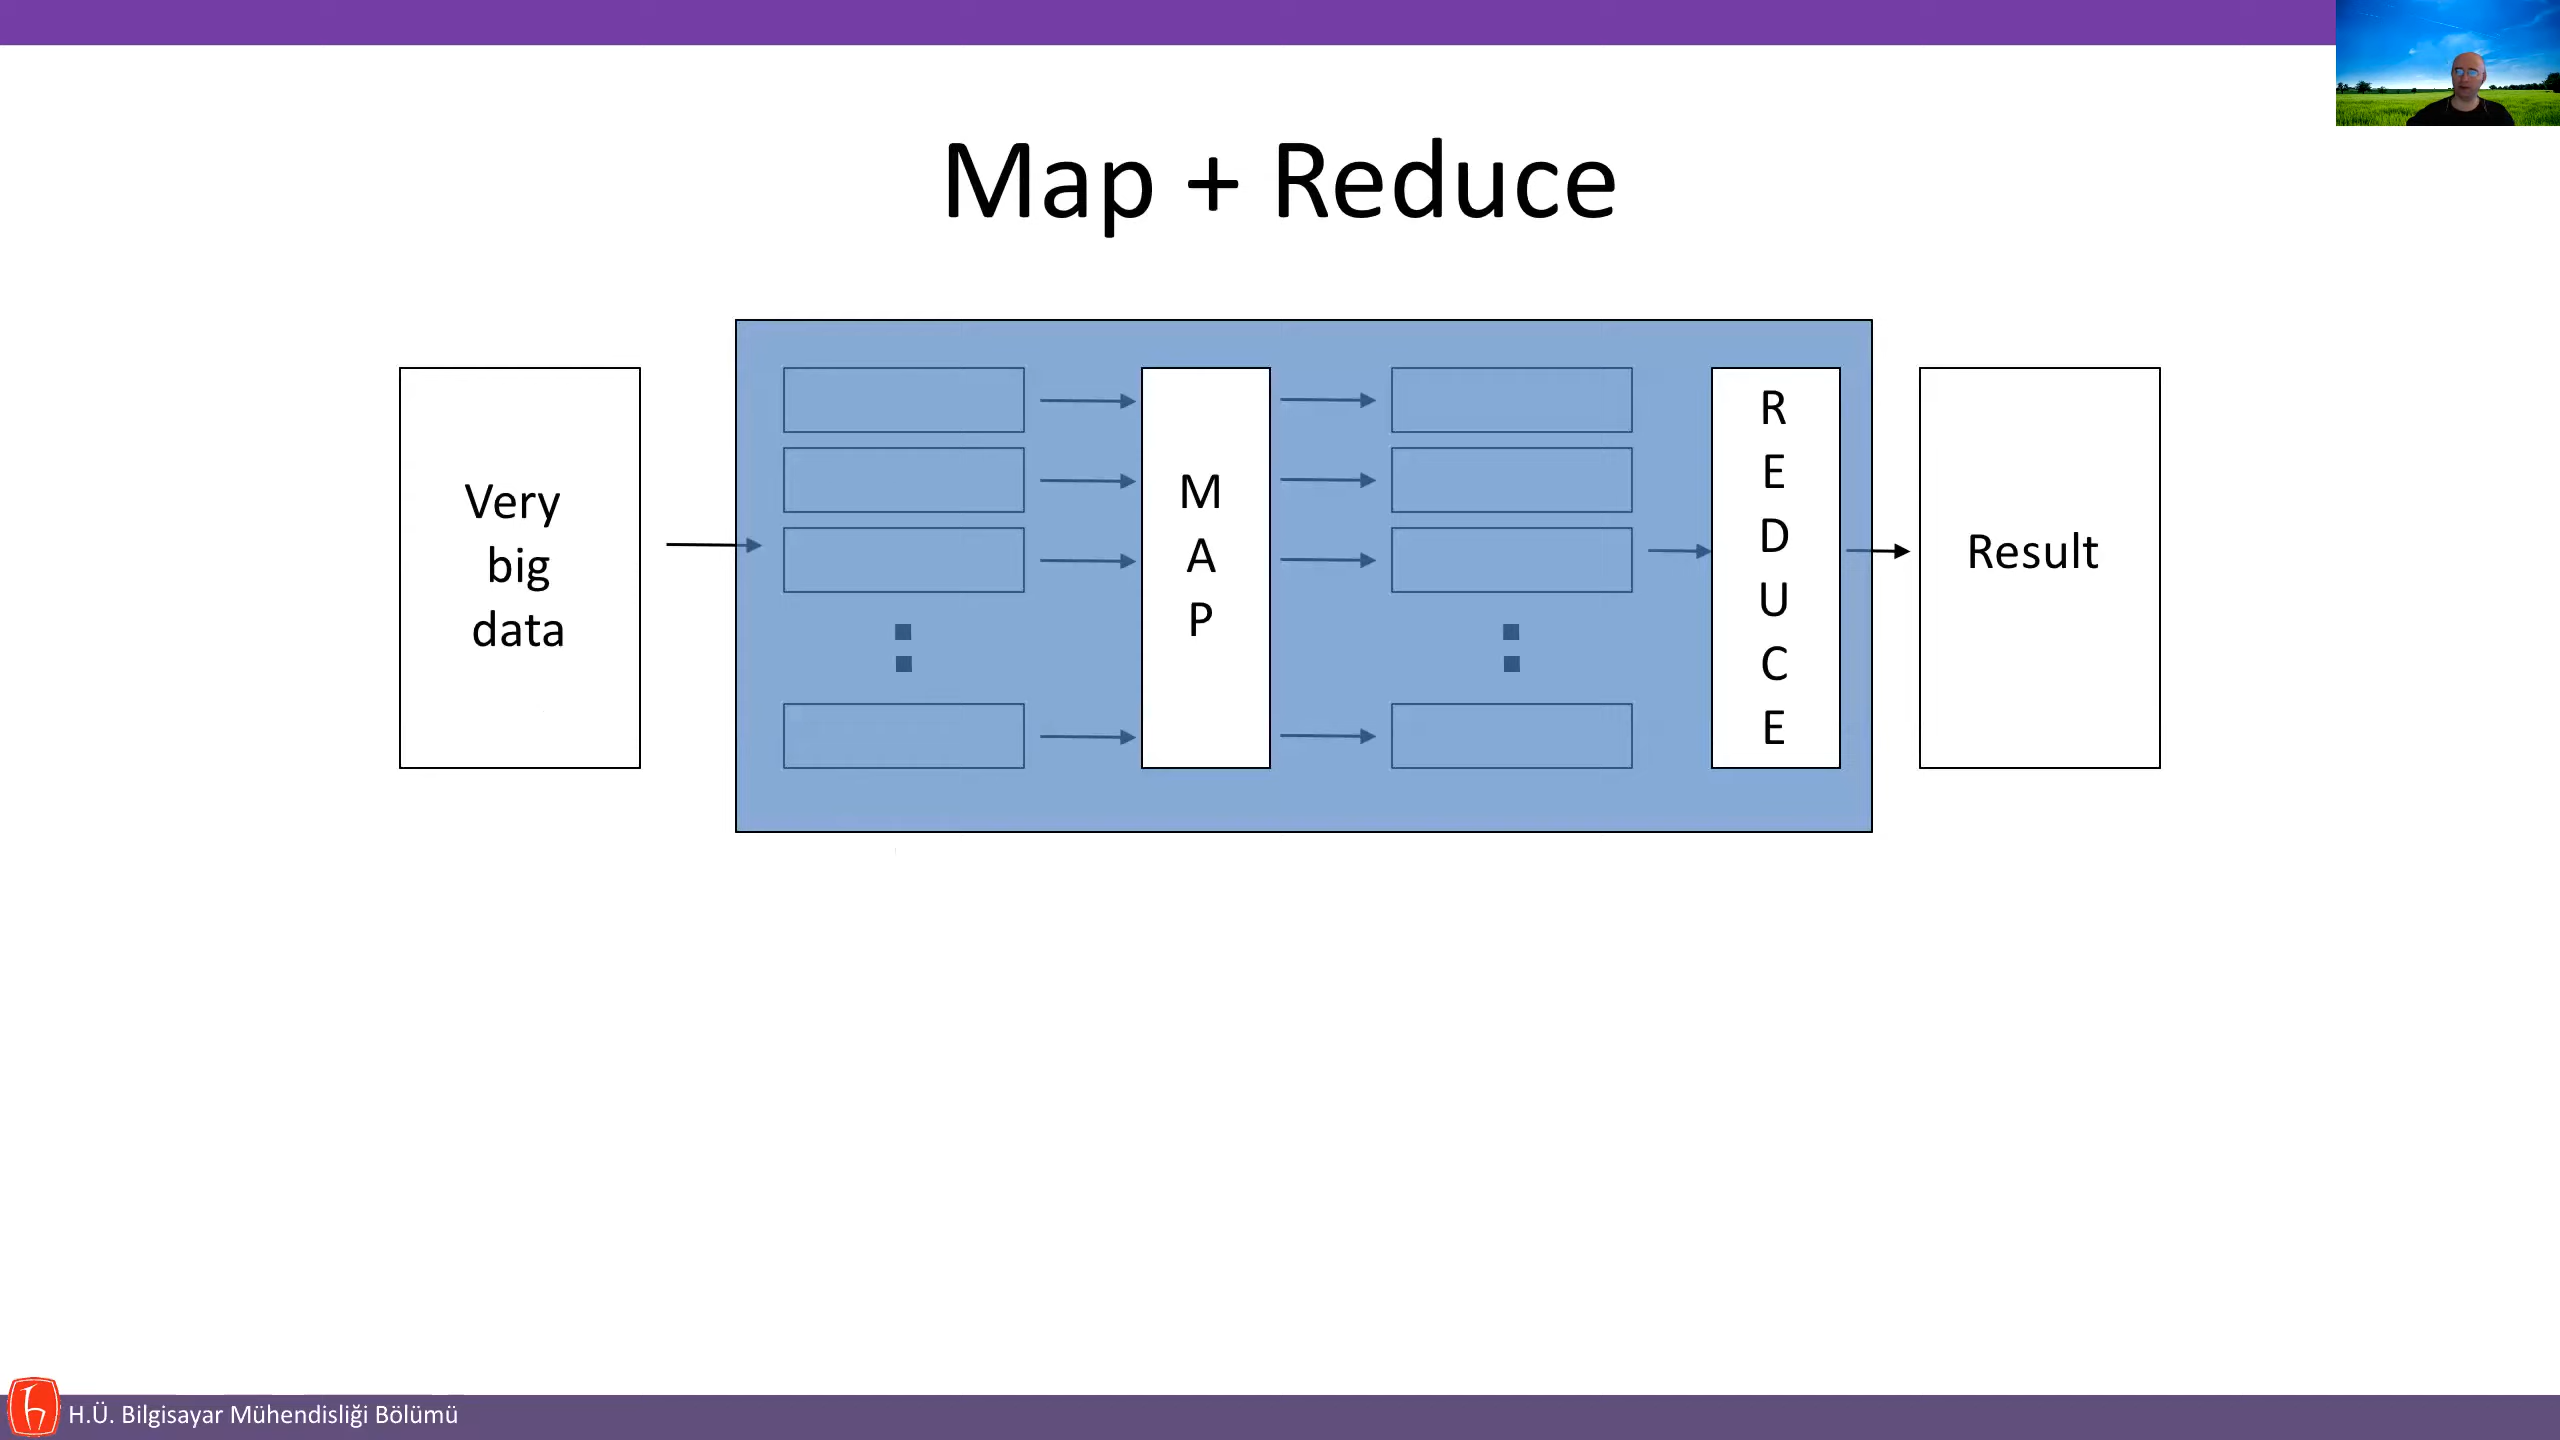 Map + Reduce
Very
big
data
M
A
P
R
E
D
U
C
E
Result
H.Ü. Bilgisayar Mühendisliği Bölümü